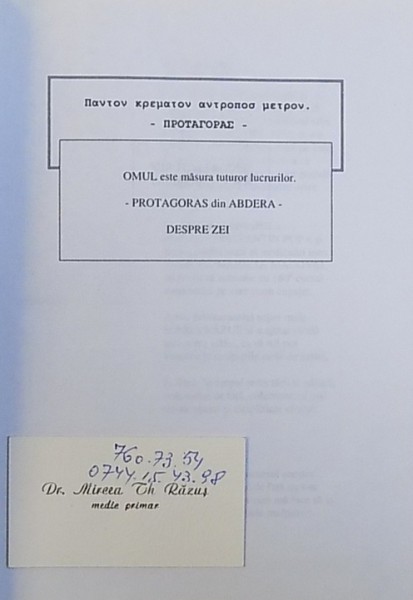 Παντον κρεματον αντροποσ μετρον.
- ΠΡΟΤΑΓΟΡΑΣ -
OMUL este măsura tuturor lucrurilor.
- PROTAGORAS din ABDERA -
DESPRE ZEI
760.73.54
0744.15.43.98
Dr. Mircea Th Răzuș
medic primar